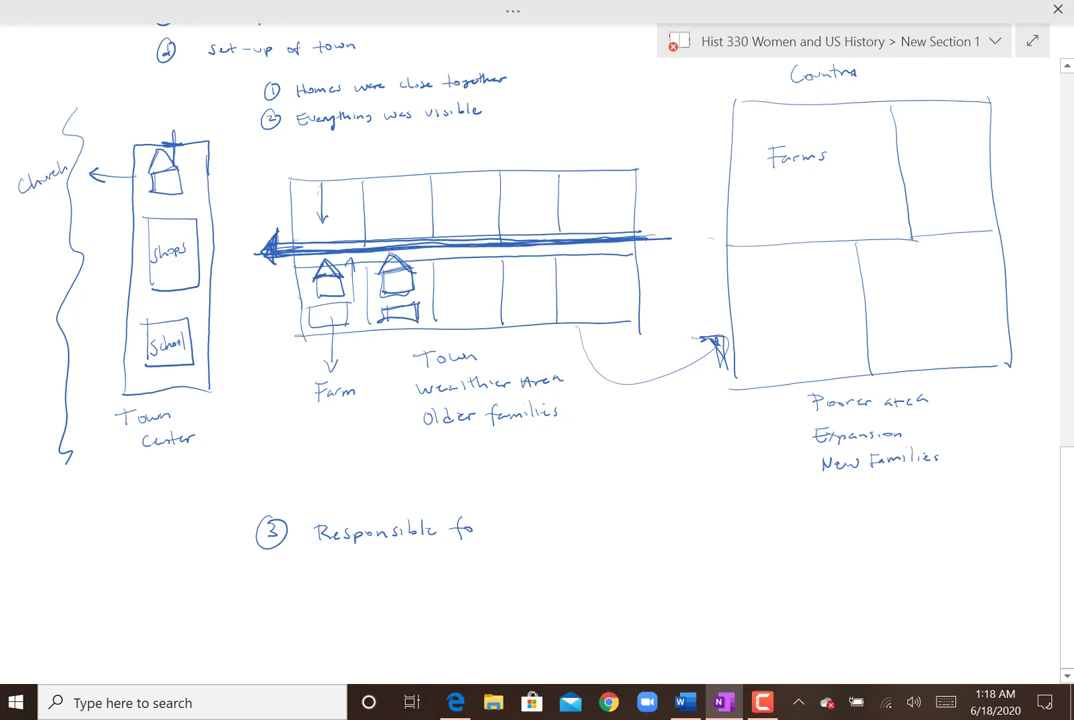 Hist 330 Women and US History > New Section 1
② Set-up of town
① Homes were close together
② Everything was visible
Church
Shops
School
Town
Center
Farm
Town
Wealthier Area
Older families
Country
Farms
Poorer area
Expansion
New Families
③ Responsible fo
Type here to search
1:18 AM
6/18/2020